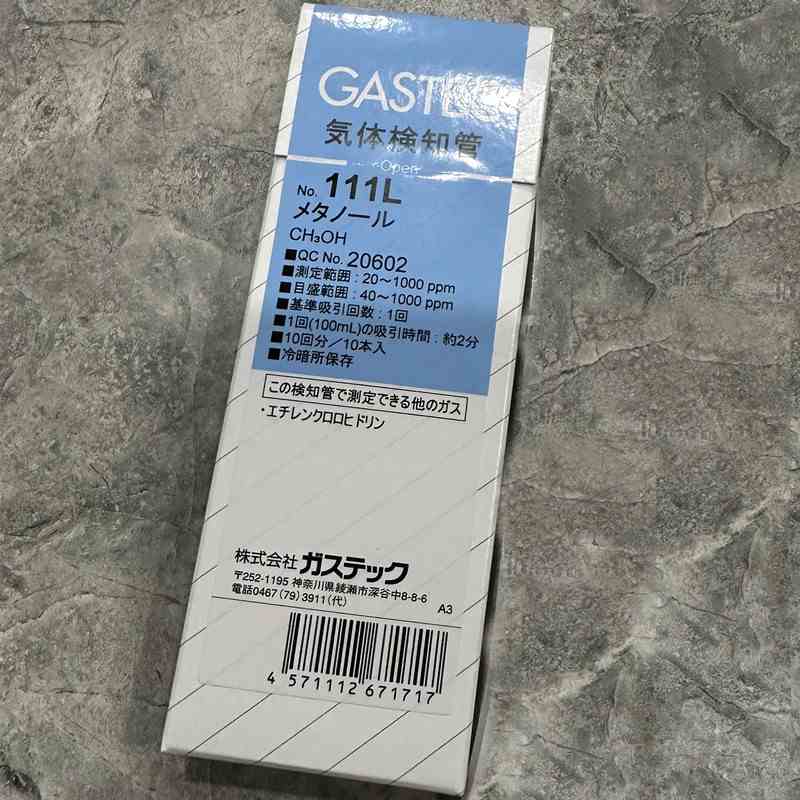 GASTEC
気体検知管
Open
No. 111L
メタノール
CH₃OH
■QC No. 20602
■測定範囲 : 20～1000 ppm
■目盛範囲 : 40～1000 ppm
■基準吸引回数 : 1回
■1回(100mL)の吸引時間 : 約2分
■10回分／10本入
■冷暗所保存
この検知管で測定できる他のガス
・エチレンクロロヒドリン
株式会社 ガステック
〒252-1195 神奈川県綾瀬市深谷中8-8-6
電話0467(79)3911(代)
A3
4 571112 671717